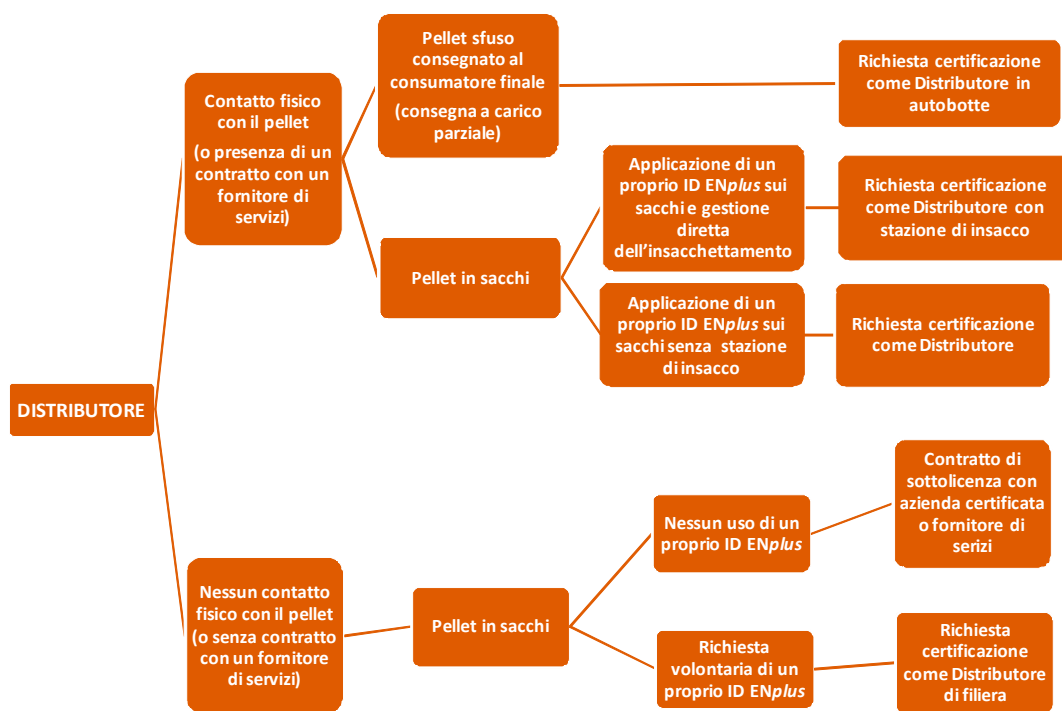 DISTRIBUTORE
Contatto fisico
con il pellet
(o presenza di un
contratto con un
fornitore di
servizi)
Pellet sfuso
consegnato al
consumatore finale
(consegna a carico
parziale)
Richiesta certificazione
come Distributore in
autobotte
Pellet in sacchi
Applicazione di un
proprio ID ENplus sui
sacchi e gestione
diretta
dell'insacchettamento
Richiesta certificazione
come Distributore con
stazione di insacco
Applicazione di un
proprio ID ENplus sui
sacchi senza stazione
di insacco
Richiesta certificazione
come Distributore
Nessun contatto
fisico con il pellet
(o senza contratto
con un fornitore
di servizi)
Pellet in sacchi
Nessun uso di un
proprio ID ENplus
Contratto di
sottolicenza con
azienda certificata
o fornitore di
serizi
Richiesta
volontaria di un
proprio ID ENplus
Richiesta
certificazione
come Distributore
di filiera